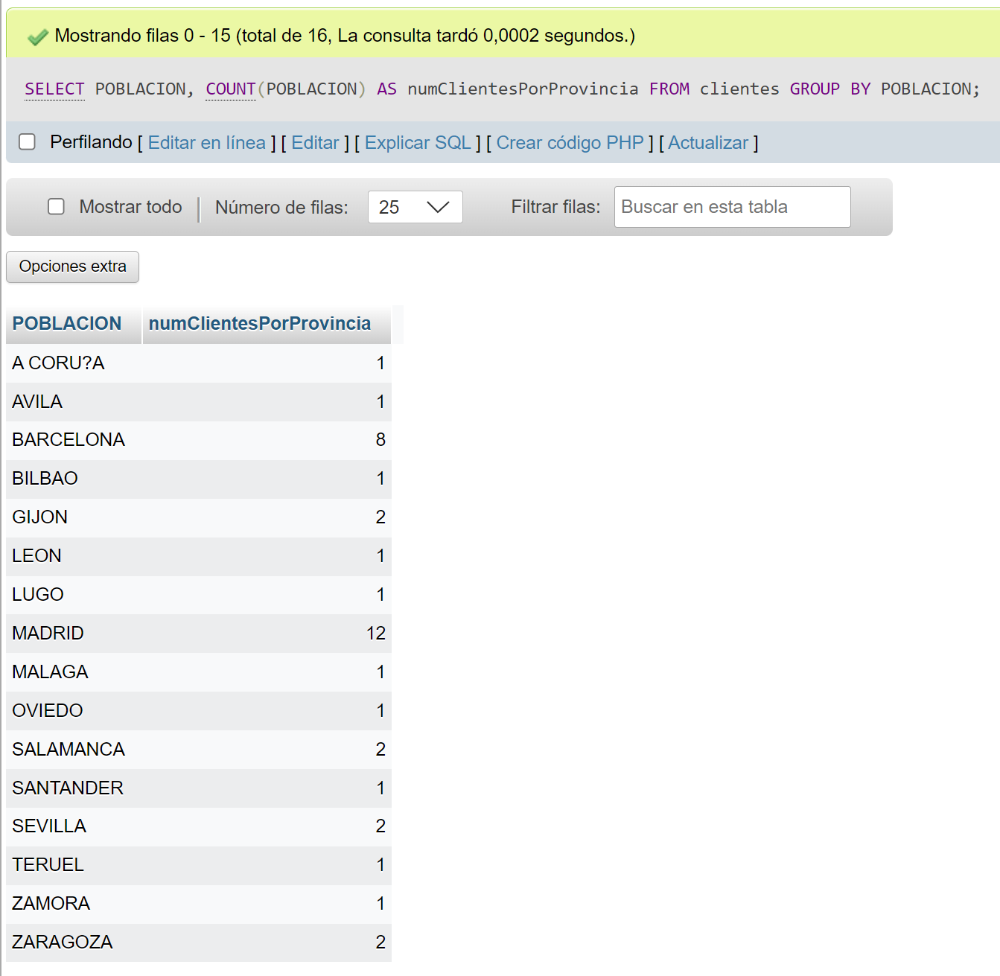 Mostrando filas 0 - 15 (total de 16, La consulta tardó 0,0002 segundos.)
SELECT POBLACION, COUNT(POBLACION) AS numClientesPorProvincia FROM clientes GROUP BY POBLACION;
Perfilando [ Editar en línea ] [ Editar ] [ Explicar SQL ] [ Crear código PHP ] [ Actualizar ]
Mostrar todo | Número de filas: 25 Filtrar filas: Buscar en esta tabla
Opciones extra
POBLACION numClientesPorProvincia
A CORU?A 1
AVILA 1
BARCELONA 8
BILBAO 1
GIJON 2
LEON 1
LUGO 1
MADRID 12
MALAGA 1
OVIEDO 1
SALAMANCA 2
SANTANDER 1
SEVILLA 2
TERUEL 1
ZAMORA 1
ZARAGOZA 2